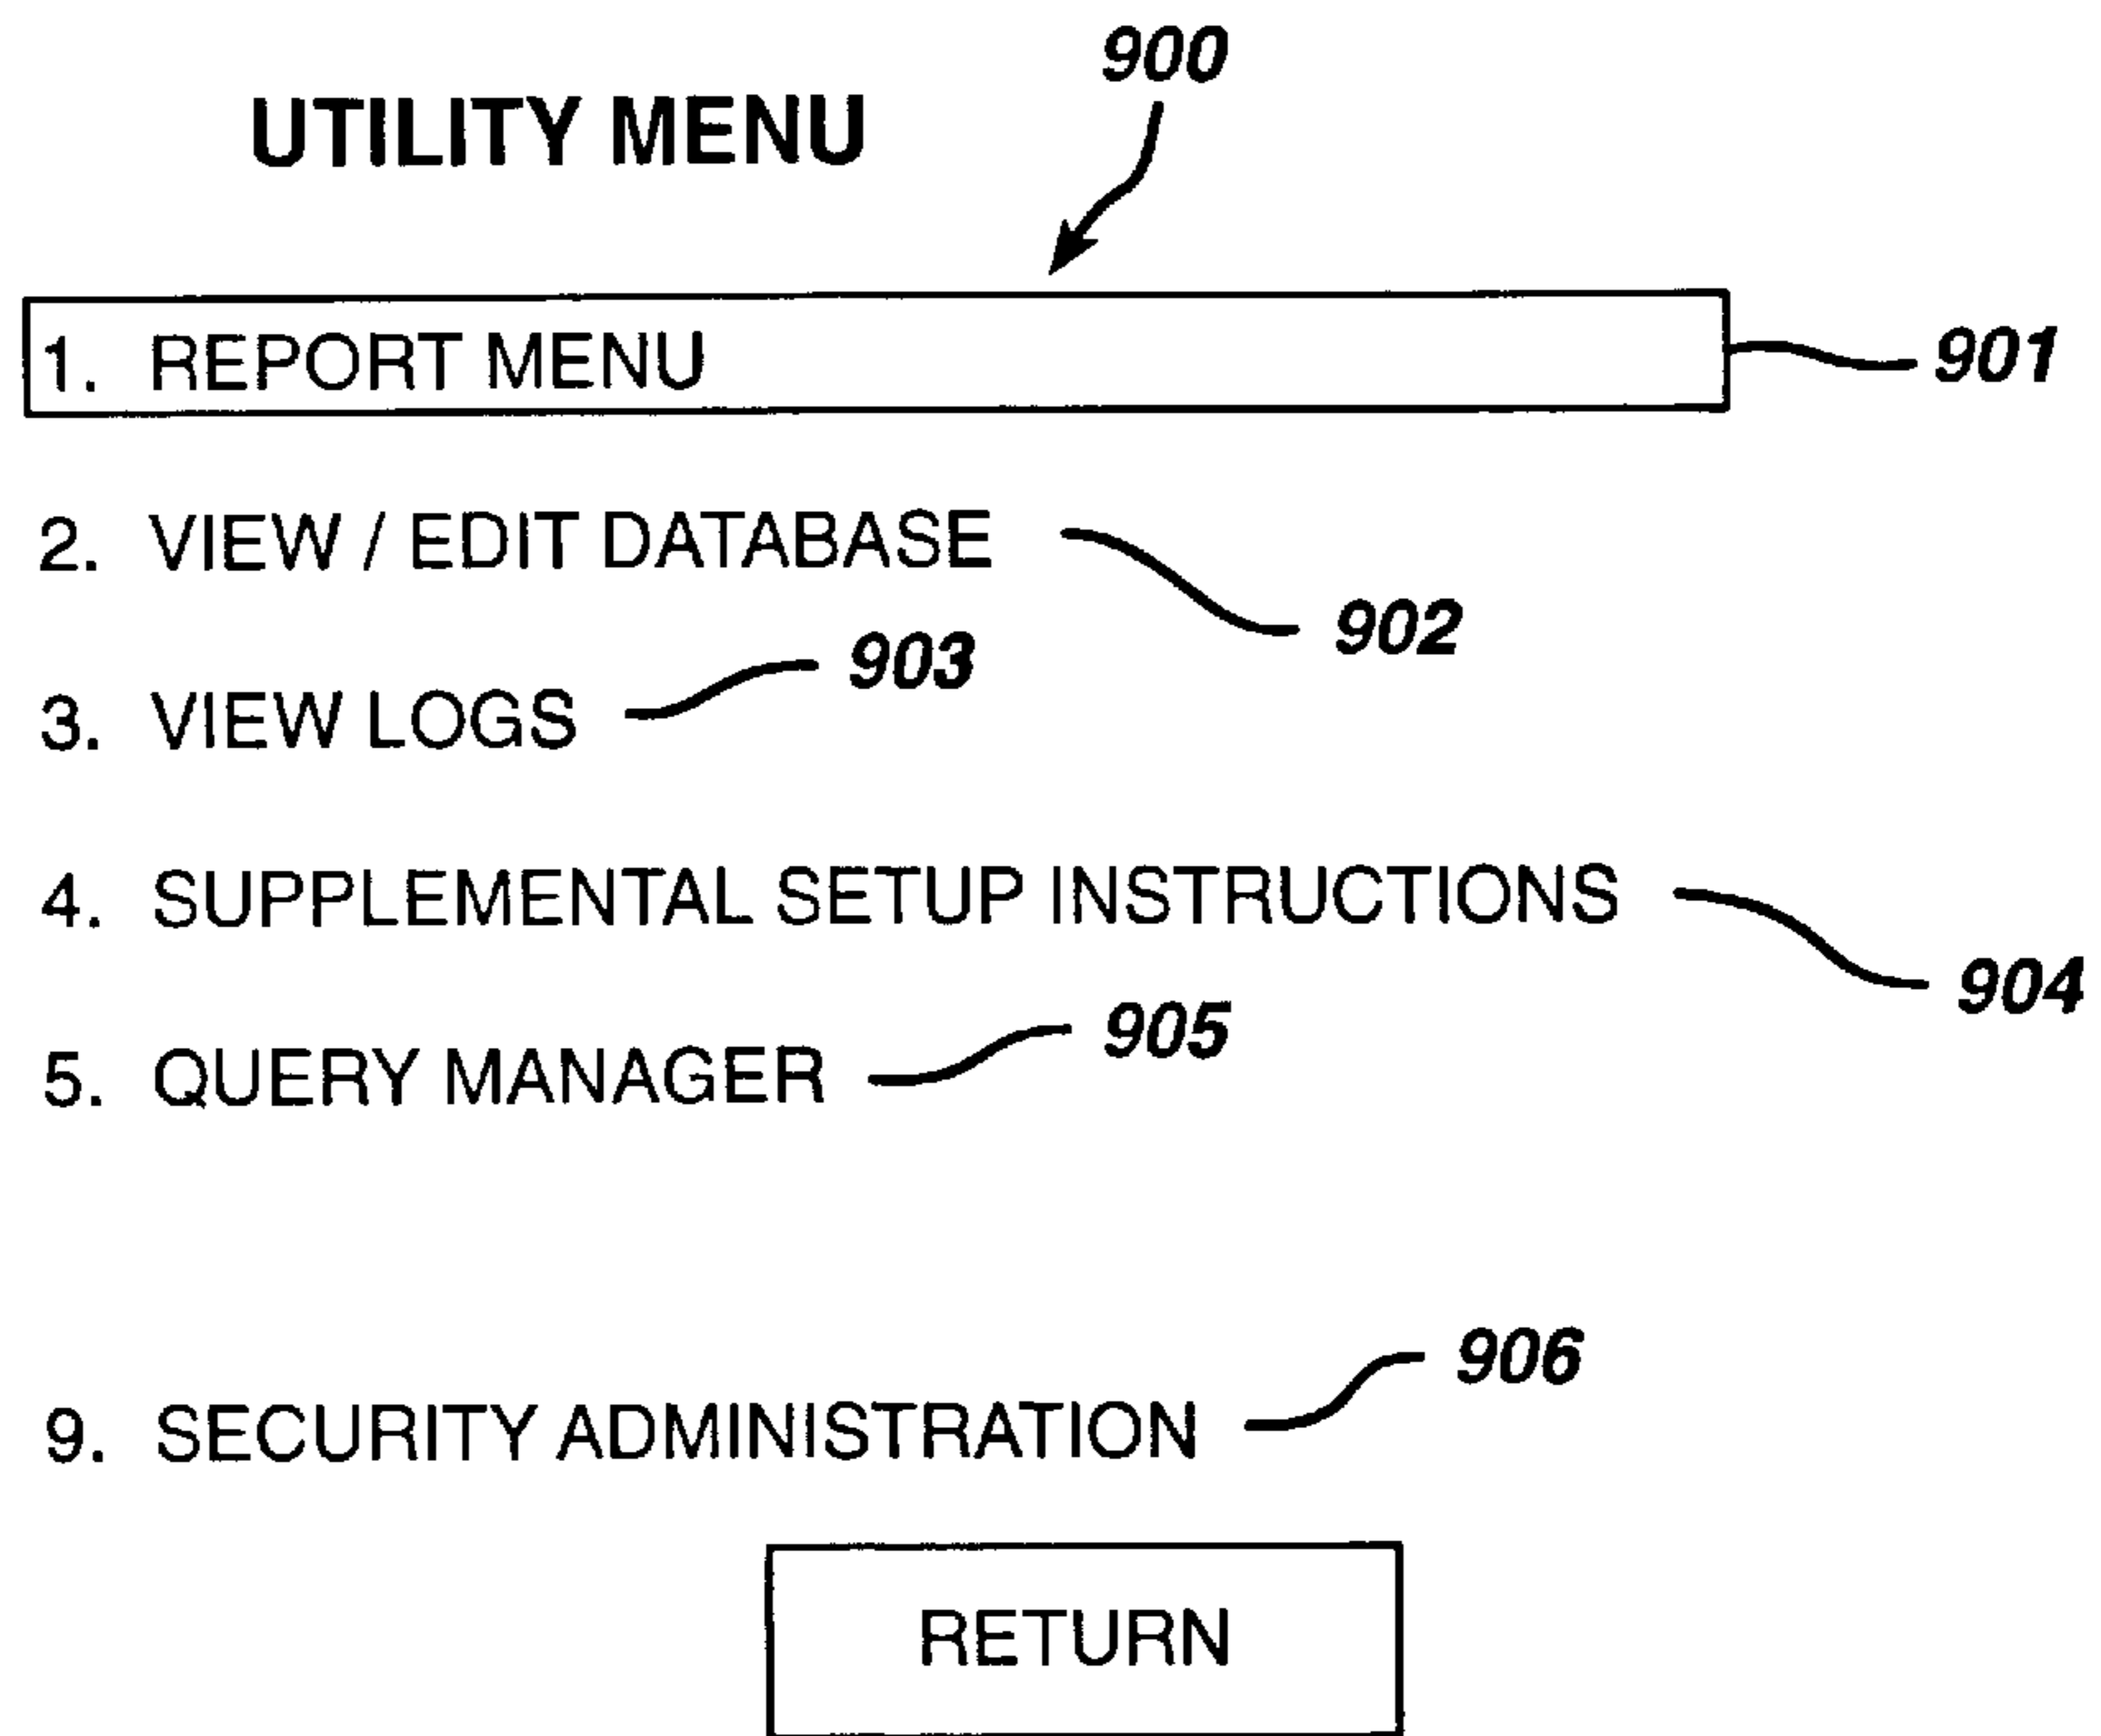 900
UTILITY MENU
1. REPORT MENU 901
2. VIEW / EDIT DATABASE 902
903
3. VIEW LOGS
4. SUPPLEMENTAL SETUP INSTRUCTIONS 904
905
5. QUERY MANAGER
906
9. SECURITY ADMINISTRATION
RETURN